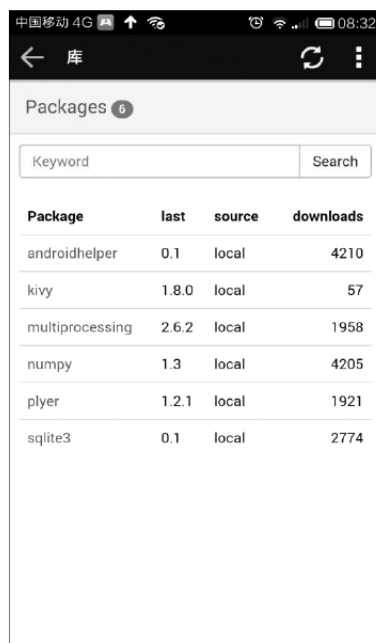 中国移动 4G 08:32
库
Packages 6
Keyword Search
Package last source downloads
androidhelper 0.1 local 4210
kivy 1.8.0 local 57
multiprocessing 2.6.2 local 1958
numpy 1.3 local 4205
plyer 1.2.1 local 1921
sqlite3 0.1 local 2774